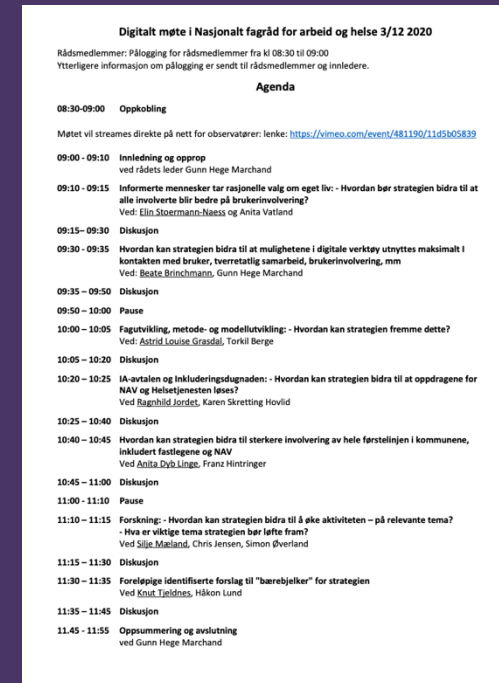 Digitalt møte i Nasjonalt fagråd for arbeid og helse 3/12 2020
Rådsmedlemmer: Pålogging for rådsmedlemmer fra kl 08:30 til 09:00
Ytterligere informasjon om pålogging er sendt til rådsmedlemmer og innledere.
Agenda
08:30-09:00 Oppkobling
Møtet vil streames direkte på nett for observatører: lenke: https://vimeo.com/event/481190/11d5b05839
09:00 - 09:10 Innledning og opprop
ved rådets leder Gunn Hege Marchand
09:10 - 09:15 Informerte mennesker tar rasjonelle valg om eget liv: - Hvordan bør strategien bidra til at
alle involverte blir bedre på brukerinvolvering?
Ved: Elin Stoermann-Naess og Anita Vatland
09:15– 09:30 Diskusjon
09:30 - 09:35 Hvordan kan strategien bidra til at mulighetene i digitale verktøy utnyttes maksimalt I
kontakten med bruker, tverretatlig samarbeid, brukerinvolvering, mm
Ved: Beate Brinchmann, Gunn Hege Marchand
09:35 – 09:50 Diskusjon
09:50 – 10:00 Pause
10:00 – 10:05 Fagutvikling, metode- og modellutvikling: - Hvordan kan strategien fremme dette?
Ved: Astrid Louise Grasdal, Torkil Berge
10:05 – 10:20 Diskusjon
10:20 – 10:25 IA-avtalen og Inkluderingsdugnaden: - Hvordan kan strategien bidra til at oppdragene for
NAV og Helsetjenesten løses?
Ved Ragnhild Jordet, Karen Skretting Hovlid
10:25 – 10:40 Diskusjon
10:40 – 10:45 Hvordan kan strategien bidra til sterkere involvering av hele førstelinjen i kommunene,
inkludert fastlegene og NAV
Ved Anita Dyb Linge, Franz Hintringer
10:45 – 11:00 Diskusjon
11:00 - 11:10 Pause
11:10 – 11:15 Forskning: - Hvordan kan strategien bidra til å øke aktiviteten – på relevante tema?
- Hva er viktige tema strategien bør løfte fram?
Ved Silje Mæland, Chris Jensen, Simon Øverland
11:15 – 11:30 Diskusjon
11:30 – 11:35 Foreløpige identifiserte forslag til "bærebjelker" for strategien
Ved Knut Tjeldnes, Håkon Lund
11:35 – 11:45 Diskusjon
11.45 - 11:55 Oppsummering og avslutning
ved Gunn Hege Marchand